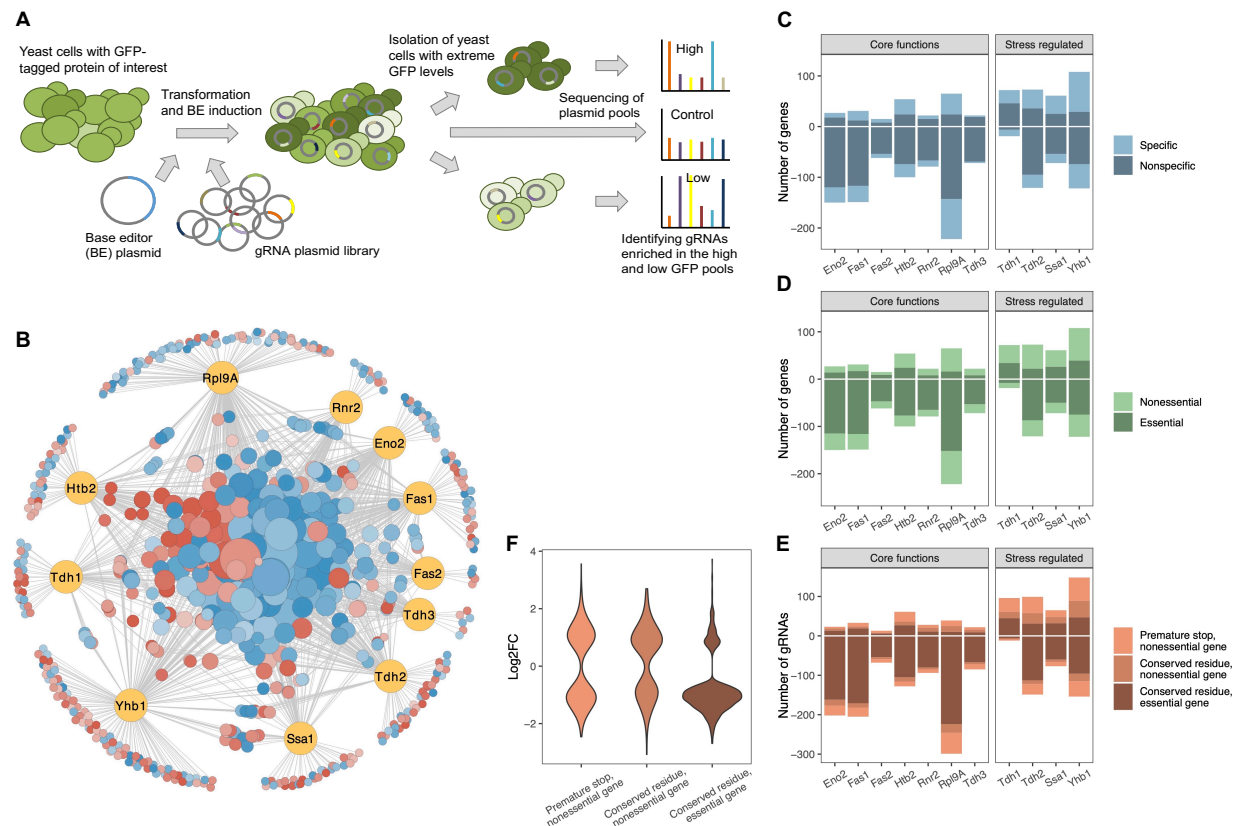 A
Yeast cells with GFP-
tagged protein of interest
Transformation
and BE induction
Isolation of yeast
cells with extreme
GFP levels
Sequencing of
plasmid pools
High
Control
Low
Base editor
(BE) plasmid
gRNA plasmid library
Identifying gRNAs
enriched in the high
and low GFP pools
B
Rpl9A
Rnr2
Eno2
Htb2
Fas1
Tdh1
Fas2
Tdh3
Tdh2
Yhb1
Ssa1
C
Core functions
Stress regulated
Number of genes
100
0
−100
−200
Eno2
Fas1
Fas2
Htb2
Rnr2
Rpl9A
Tdh3
Tdh1
Tdh2
Ssa1
Yhb1
Specific
Nonspecific
D
Core functions
Stress regulated
Number of genes
100
0
−100
−200
Eno2
Fas1
Fas2
Htb2
Rnr2
Rpl9A
Tdh3
Tdh1
Tdh2
Ssa1
Yhb1
Nonessential
Essential
E
Core functions
Stress regulated
Number of gRNAs
100
0
−100
−200
−300
Eno2
Fas1
Fas2
Htb2
Rnr2
Rpl9A
Tdh3
Tdh1
Tdh2
Ssa1
Yhb1
Premature stop,
nonessential gene
Conserved residue,
nonessential gene
Conserved residue,
essential gene
F
Log2FC
4
2
0
−2
Premature stop,
nonessential gene
Conserved residue,
nonessential gene
Conserved residue,
essential gene